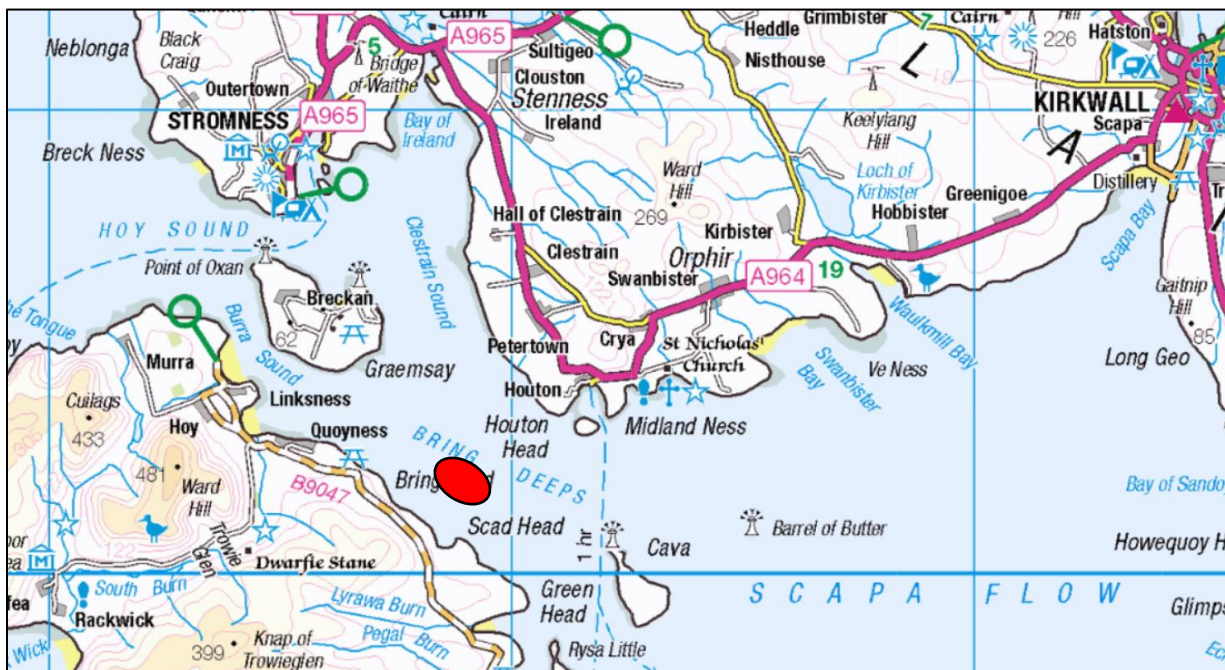 Cairn
A965
Sultigeo
Heddle
Nisthouse
Grimbister
7
Cairn
Hill
226
Hatston
Neblonga
Black
Craig
5
Bridge
of Waithe
Outertown
STROMNESS
A965
Bay of
Ireland
Clouston
Stenness
Ireland
L
Keelylang
Hill
KIRKWALL
Scapa
A
Breck Ness
Ward
Hill
269
Loch of
Kirbister
Greenigoe
Distillery
Hobbister
Scapa Bay
HOY SOUND
Hall of Clestrain
Clestrain
Clestrain Sound
Kirbister
Orphir
Swanbister
A964
19
Point of Oxan
Breckan
62
Graemsay
Burra
Sound
Murra
Linksness
Hoy
Petertown
Crya
St Nicholas'
Church
Houton
Swanbister
Bay
Waulkmill Bay
Ve Ness
Gaitnip
Hill
85
Long Geo
Cuilags
433
481
Ward
Hill
Quoyness
Houton
Head
Midland Ness
BRING DEEPS
B9047
Scad Head
Barrel of Butter
Bay of Sando
Howequoy H
Cava
1 hr
122
Trowie
Glen
Dwarfie Stane
South Burn
Rackwick
Green
Head
SCAPA FLOW
Glimps
Lyrawa Burn
Pegal Burn
Knap of
Trowieglen
399
Rysa Little
Wick